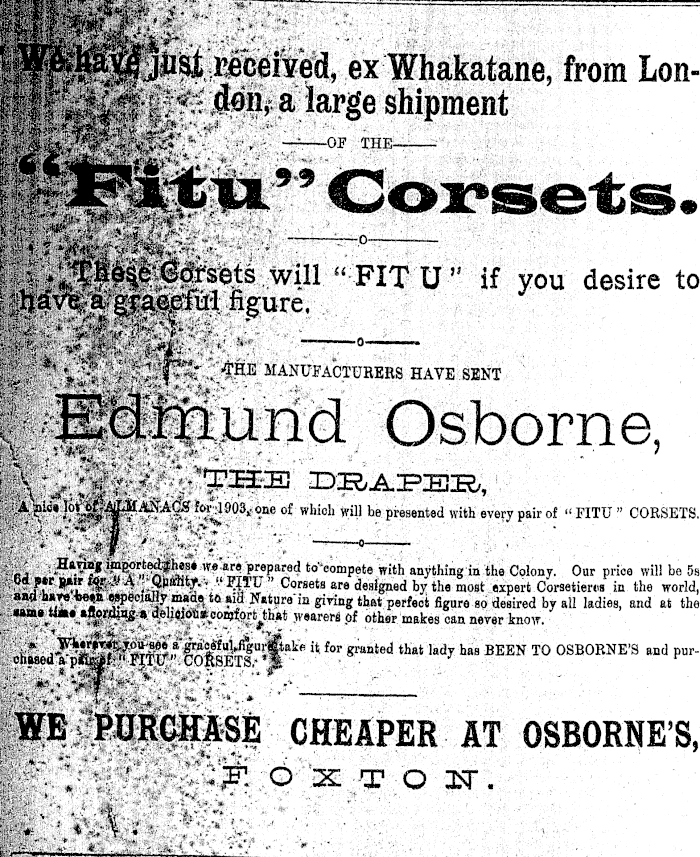 We have just received, ex Whakatane, from Lon-
don, a large shipment
OF THE
"Fitu" Corsets.
These Corsets will "FIT U" if you desire to
have a graceful figure.
THE MANUFACTURERS HAVE SENT
Edmund Osborne,
THE DRAPER,
A nice lot of ALMANACS for 1903, one of which will be presented with every pair of "FITU" CORSETS.
Having imported these we are prepared to compete with anything in the Colony. Our price will be 5s
6d per pair for "A" Quality. "FITU" Corsets are designed by the most expert Corsetieres in the world,
and have been especially made to aid Nature in giving that perfect figure so desired by all ladies, and at the
same time affording a delicious comfort that wearers of other makes can never know.
Wherever you see a graceful figure take it for granted that lady has BEEN TO OSBORNE'S and pur-
chased a pair of "FITU" CORSETS.
WE PURCHASE CHEAPER AT OSBORNE'S,
FOXTON.